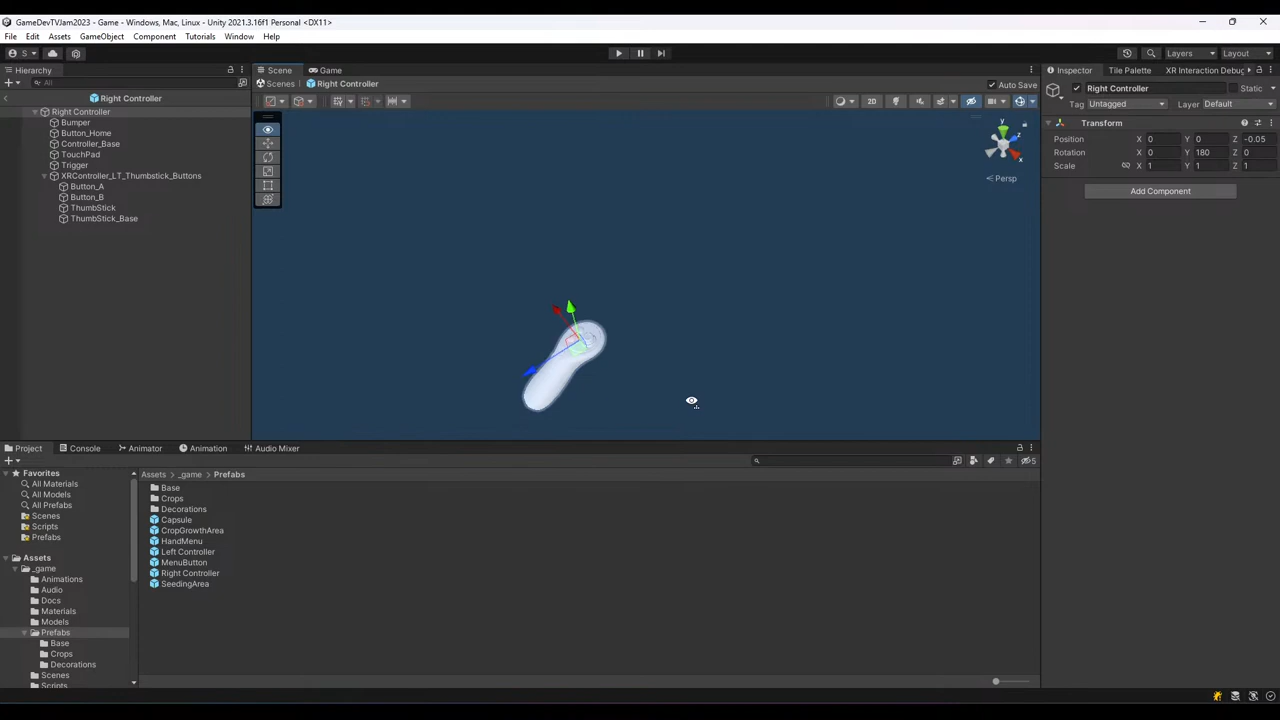 GameDevTVJam2023 - Game - Windows, Mac, Linux - Unity 2021.3.16f1 Personal <DX11>
File Edit Assets GameObject Component Tutorials Window Help
S Layers Layout
Hierarchy Scene Game Inspector Tile Palette XR Interaction Debug
All Scenes Right Controller Auto Save Right Controller Static
Right Controller 2D Tag Untagged Layer Default
Right Controller
Bumper
Button_Home
Controller_Base
TouchPad
Trigger
XRController_LT_Thumbstick_Buttons
Button_A
Button_B
ThumbStick
ThumbStick_Base
y
z
x
Persp
Transform
Position X 0 Y 0 Z -0.05
Rotation X 0 Y 180 Z 0
Scale X 1 Y 1 Z 1
Add Component
Project Console Animator Animation Audio Mixer
5
Favorites
All Materials
All Models
All Prefabs
Scenes
Scripts
Prefabs
Assets
_game
Animations
Audio
Docs
Materials
Models
Prefabs
Base
Crops
Decorations
Scenes
Scripts
Assets _game Prefabs
Base
Crops
Decorations
Capsule
CropGrowthArea
HandMenu
Left Controller
MenuButton
Right Controller
SeedingArea